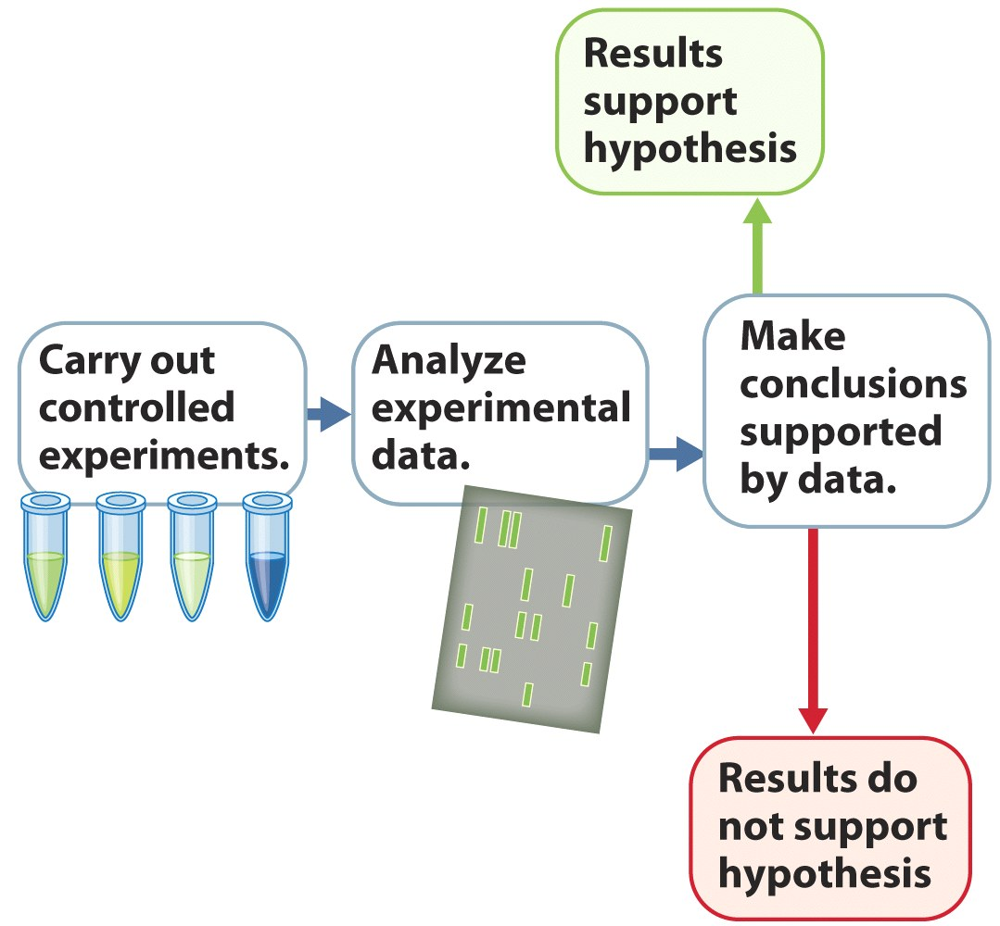 Results
support
hypothesis
Carry out
controlled
experiments.
Analyze
experimental
data.
Make
conclusions
supported
by data.
Results do
not support
hypothesis